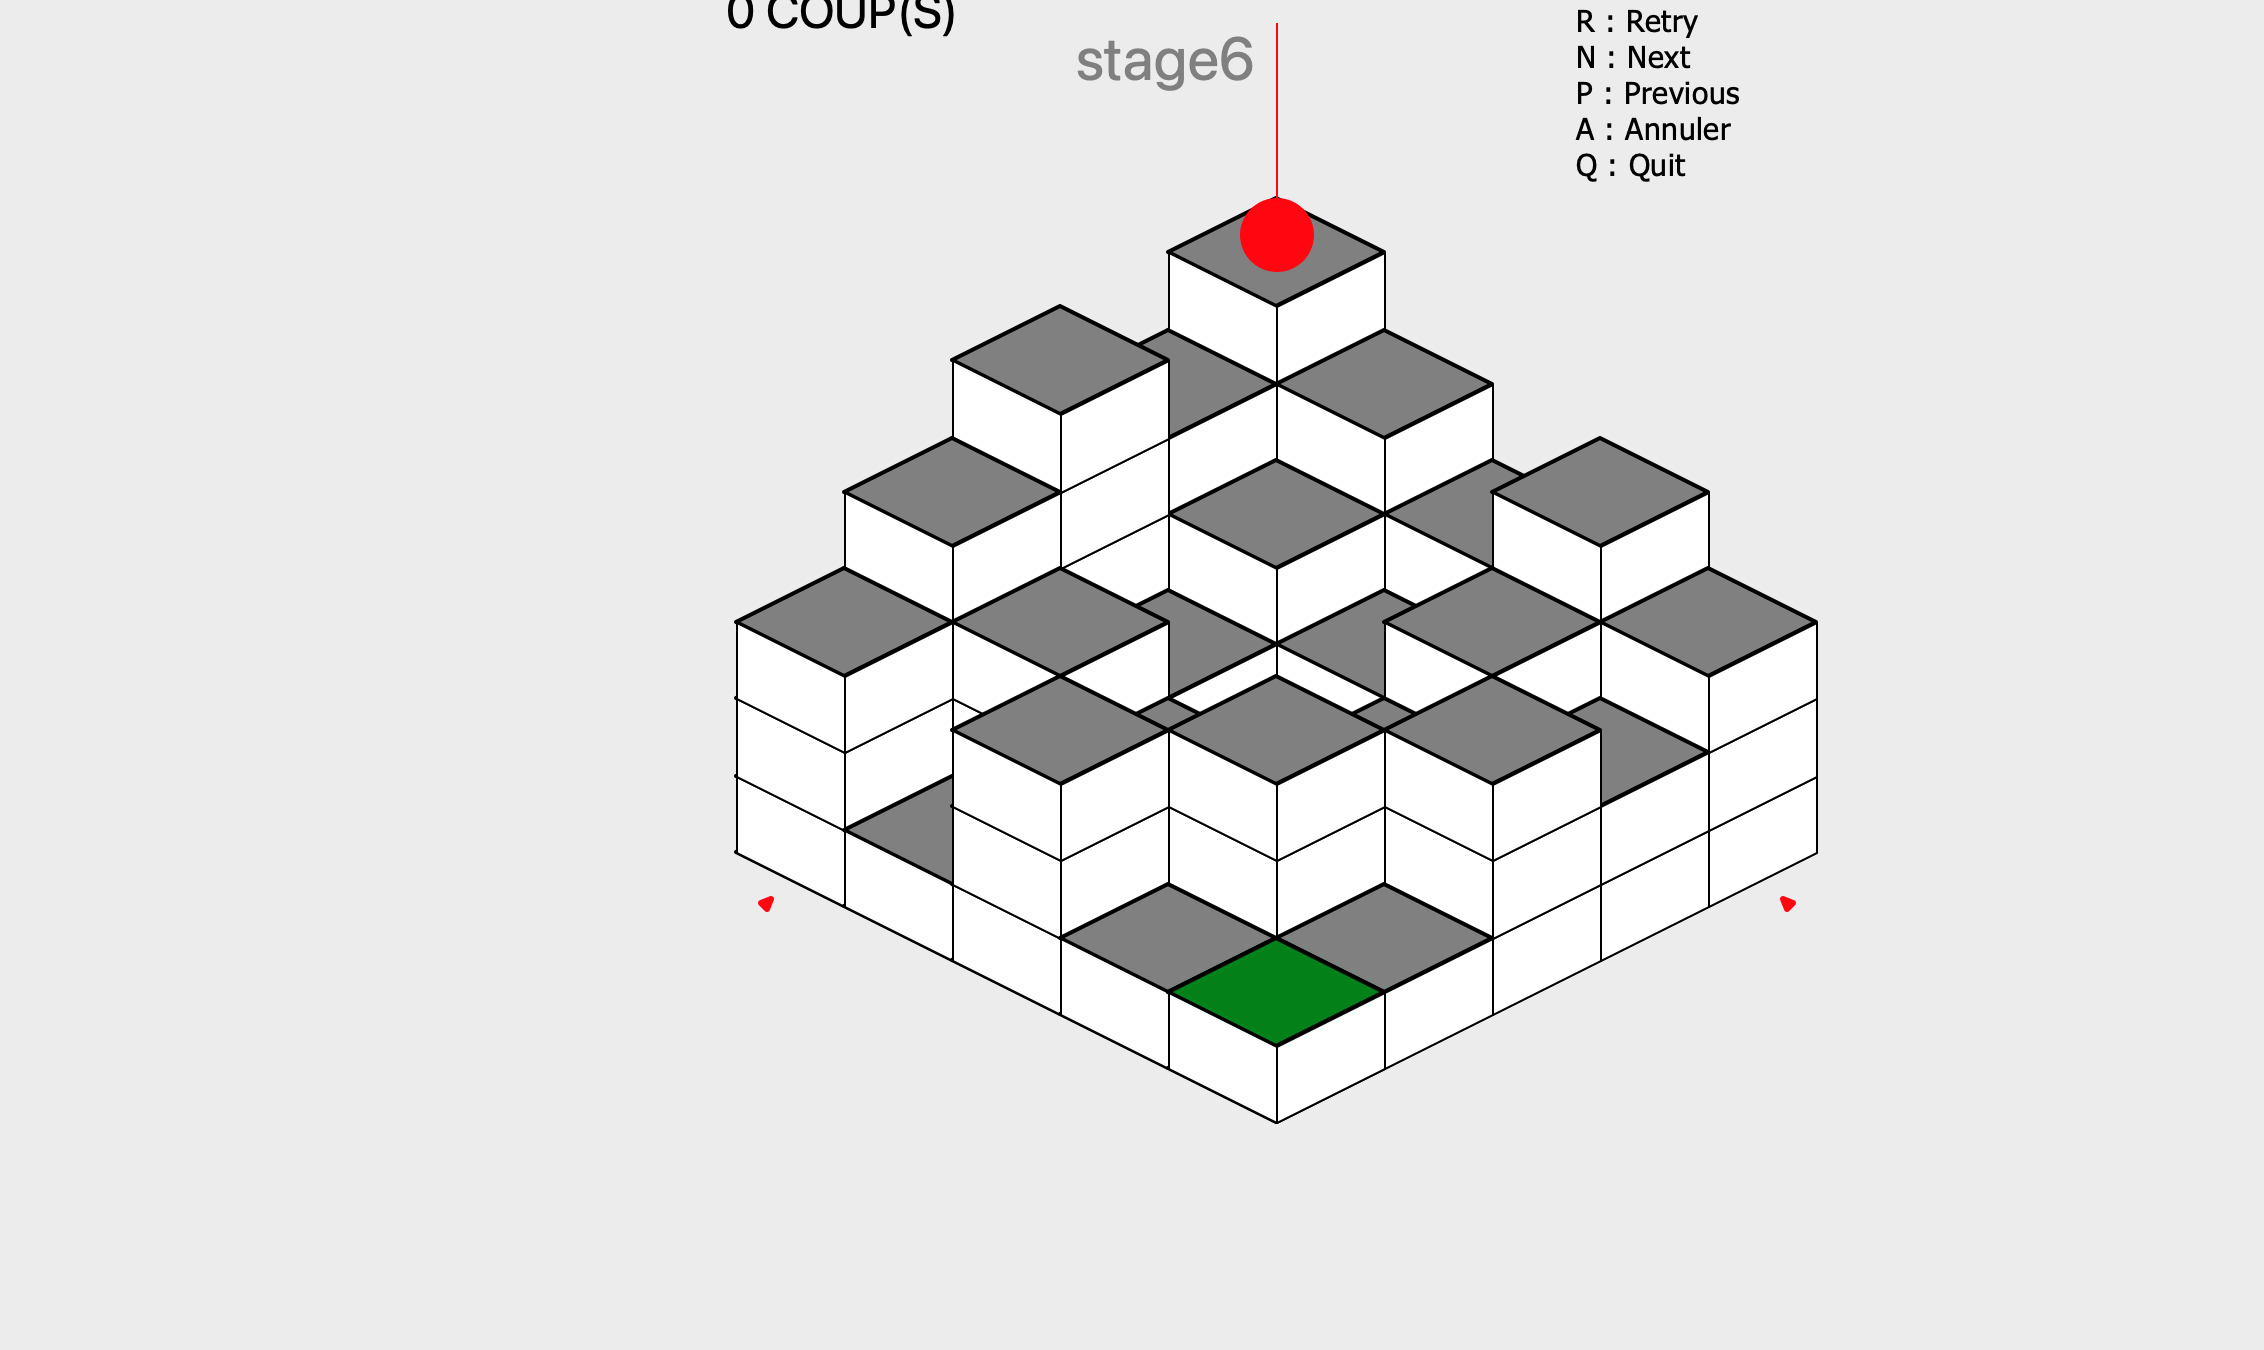 0 COUP(S)
stage6
R : Retry
N : Next
P : Previous
A : Annuler
Q : Quit